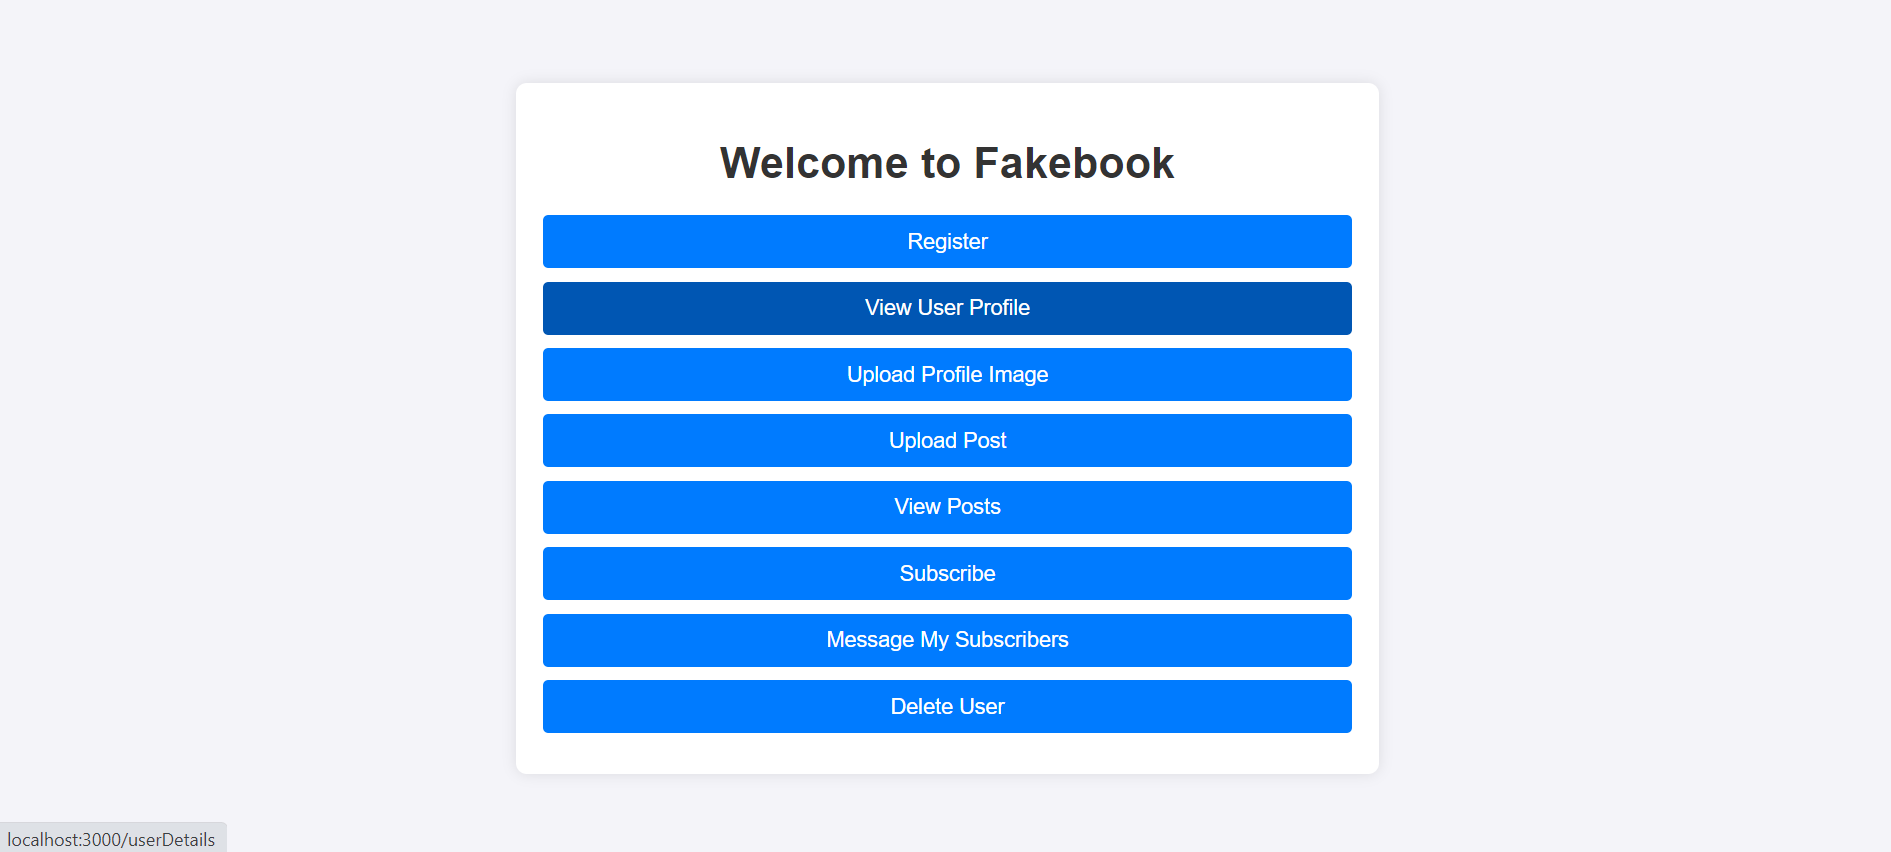 Welcome to Fakebook
Register
View User Profile
Upload Profile Image
Upload Post
View Posts
Subscribe
Message My Subscribers
Delete User
localhost:3000/userDetails